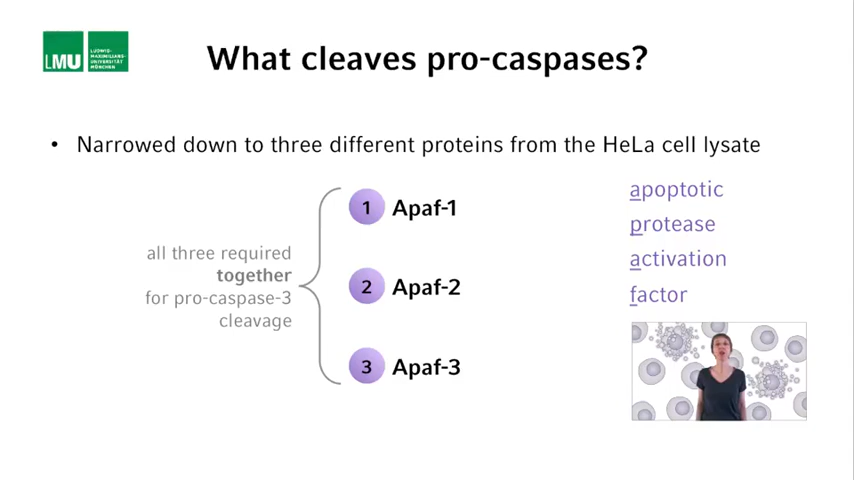 LMU
LUDWIG-
MAXIMILIANS-
UNIVERSITÄT
MÜNCHEN
What cleaves pro-caspases?
• Narrowed down to three different proteins from the HeLa cell lysate
all three required
together
for pro-caspase-3
cleavage
1 Apaf-1
2 Apaf-2
3 Apaf-3
apoptotic
protease
activation
factor